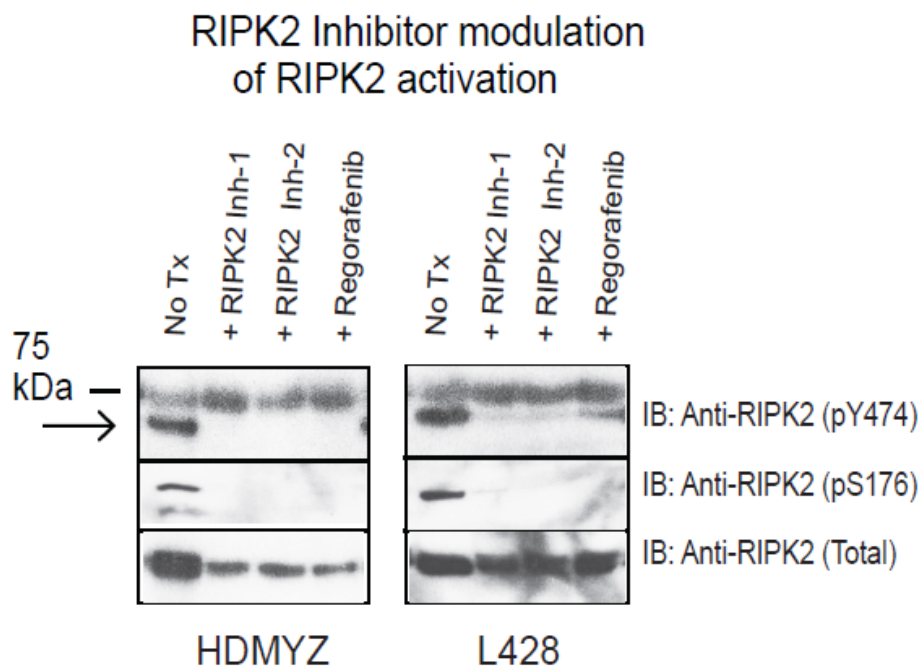 RIPK2 Inhibitor modulation
of RIPK2 activation
No Tx
+ RIPK2 Inh-1
+ RIPK2 Inh-2
+ Regorafenib
No Tx
+ RIPK2 Inh-1
+ RIPK2 Inh-2
+ Regorafenib
75
kDa
IB: Anti-RIPK2 (pY474)
IB: Anti-RIPK2 (pS176)
IB: Anti-RIPK2 (Total)
HDMYZ
L428